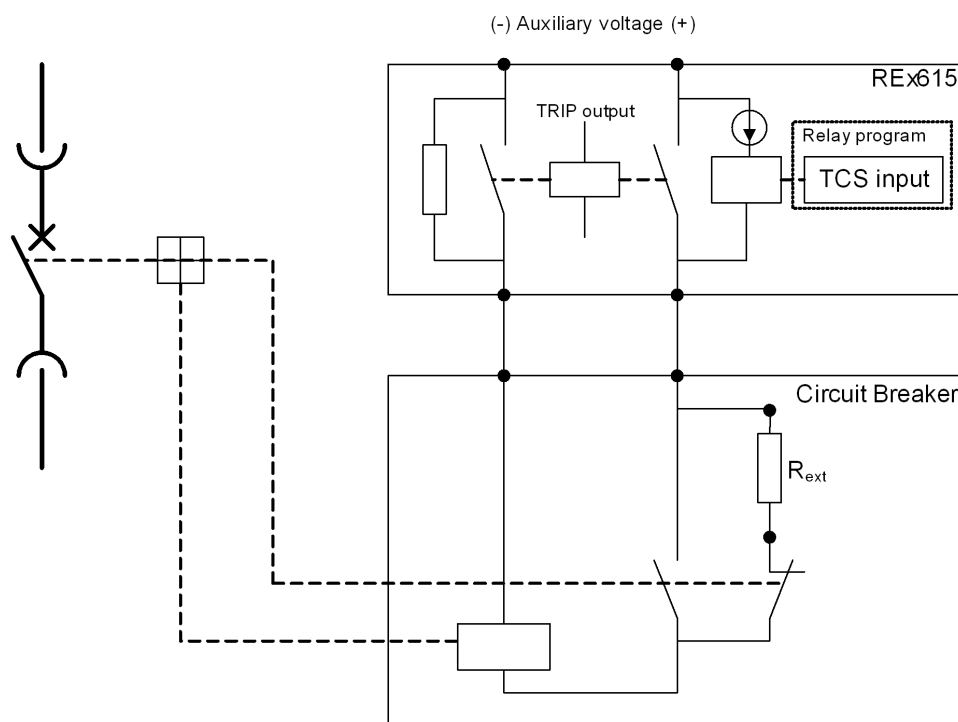 (-) Auxiliary voltage (+)
REx615
TRIP output
Relay program
TCS input
Circuit Breaker
Rext